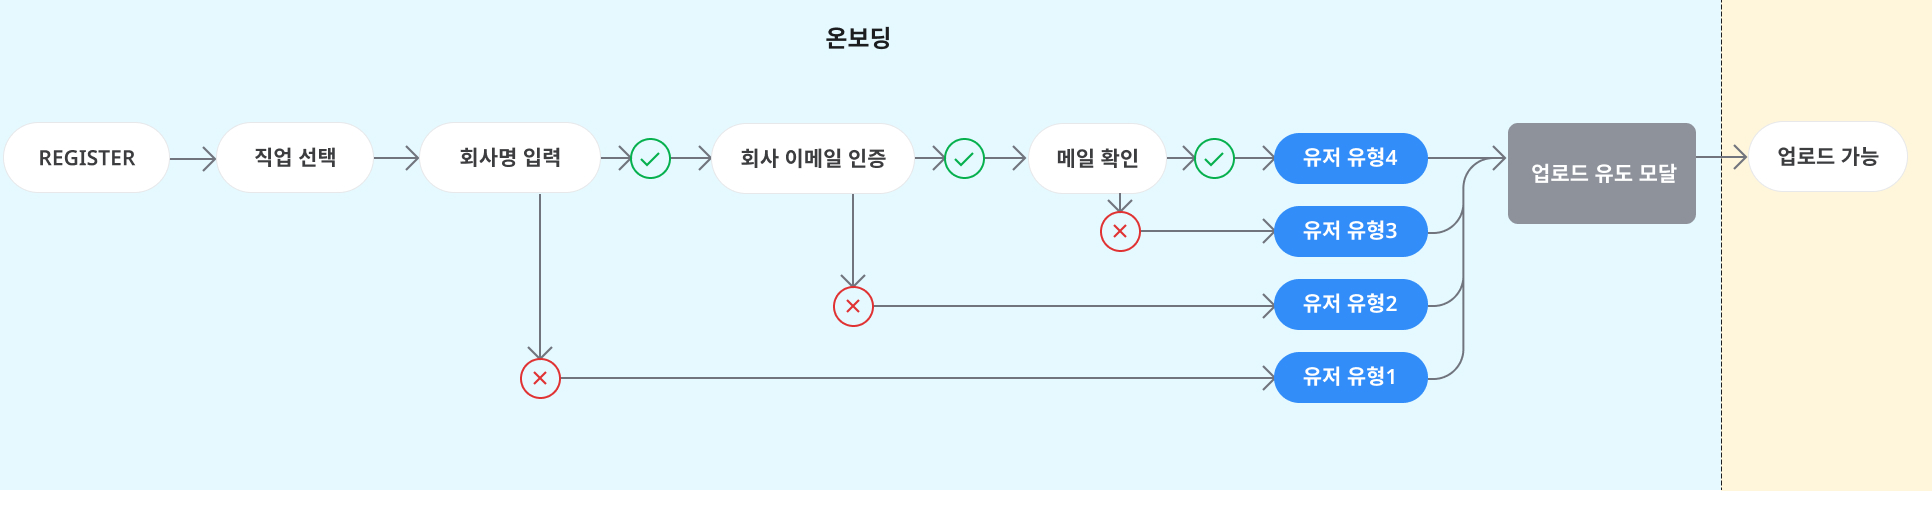 온보딩
REGISTER
직업 선택
회사명 입력
회사 이메일 인증
메일 확인
유저 유형4
업로드 유도 모달
업로드 가능
유저 유형3
유저 유형2
유저 유형1